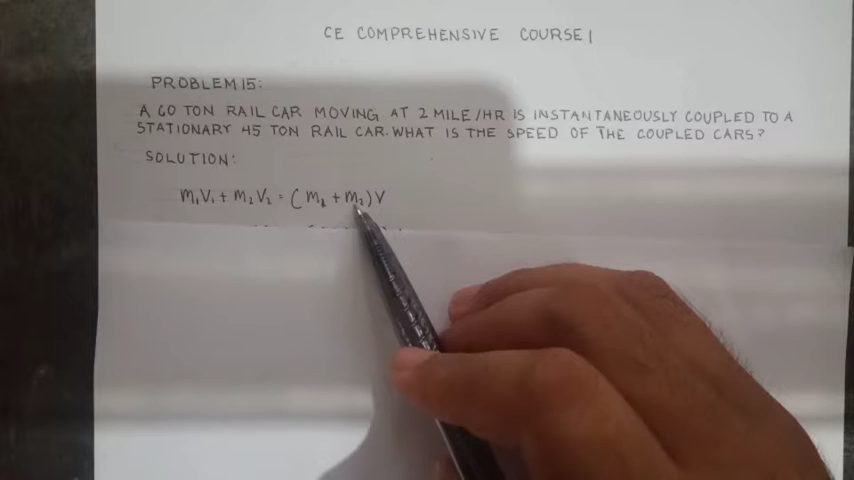 CE COMPREHENSIVE COURSE 1
PROBLEM 15:
A 60 TON RAIL CAR MOVING AT 2 MILE/HR IS INSTANTANEOUSLY COUPLED TO A
STATIONARY 45 TON RAIL CAR. WHAT IS THE SPEED OF THE COUPLED CARS?
SOLUTION:
m₁V₁ + m₂V₂ = (m₁ + m₂)V